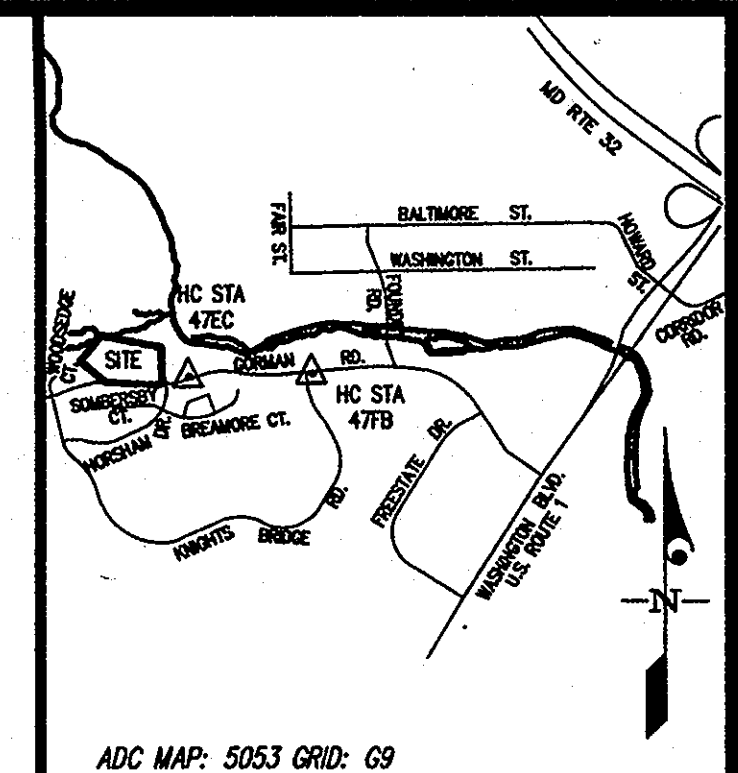 MD RTE 32
FAIR ST.
BALTIMORE ST.
WASHINGTON ST.
HOWARD
ST.
CORRIDOR
RD.
FOUNDRY
RD.
HC STA
47EC
WOODSEDGE
CT.
SITE
GORMAN RD.
HC STA
47FB
SOMBERSBY
CT.
HORSHAM DR.
BREAMORE CT.
KNIGHTS BRIDGE RD.
FREESTATE DR.
WASHINGTON BLVD.
U.S. ROUTE 1
N
ADC MAP: 5053 GRID: G9